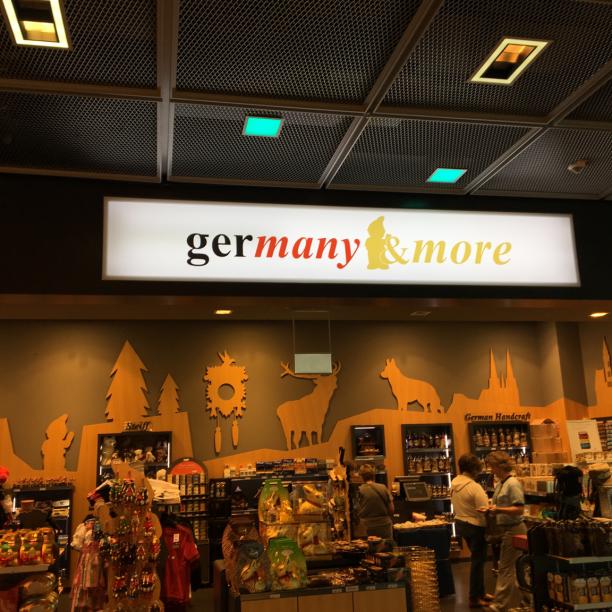 germany & more
Steiff
German Handcraft